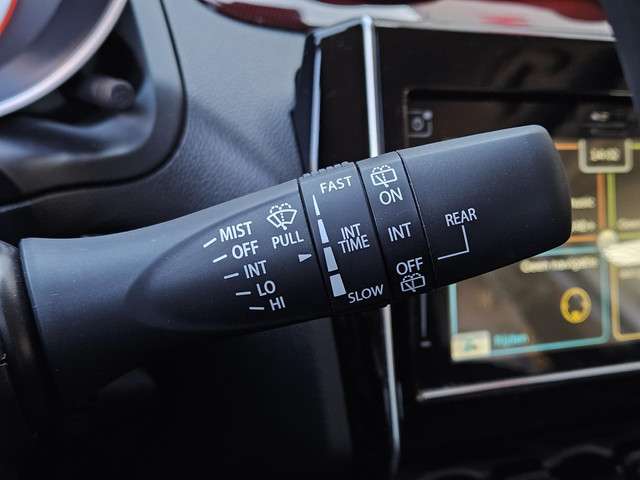 MIST
OFF
INT
LO
HI
PULL
FAST
INT
TIME
SLOW
ON
INT
OFF
REAR